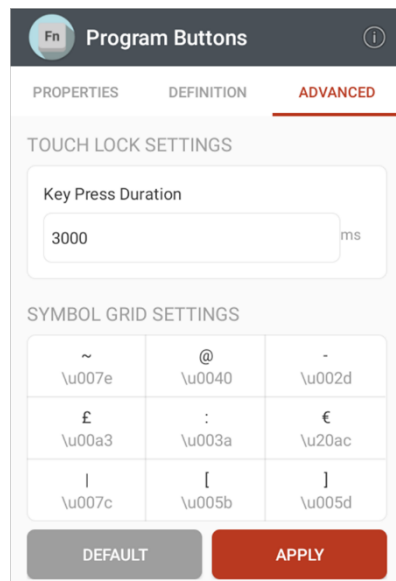 Fn Program Buttons i
PROPERTIES DEFINITION ADVANCED
TOUCH LOCK SETTINGS
Key Press Duration
3000 ms
SYMBOL GRID SETTINGS
~ @ -
\u007e \u0040 \u002d
£ : €
\u00a3 \u003a \u20ac
| [ ]
\u007c \u005b \u005d
DEFAULT APPLY